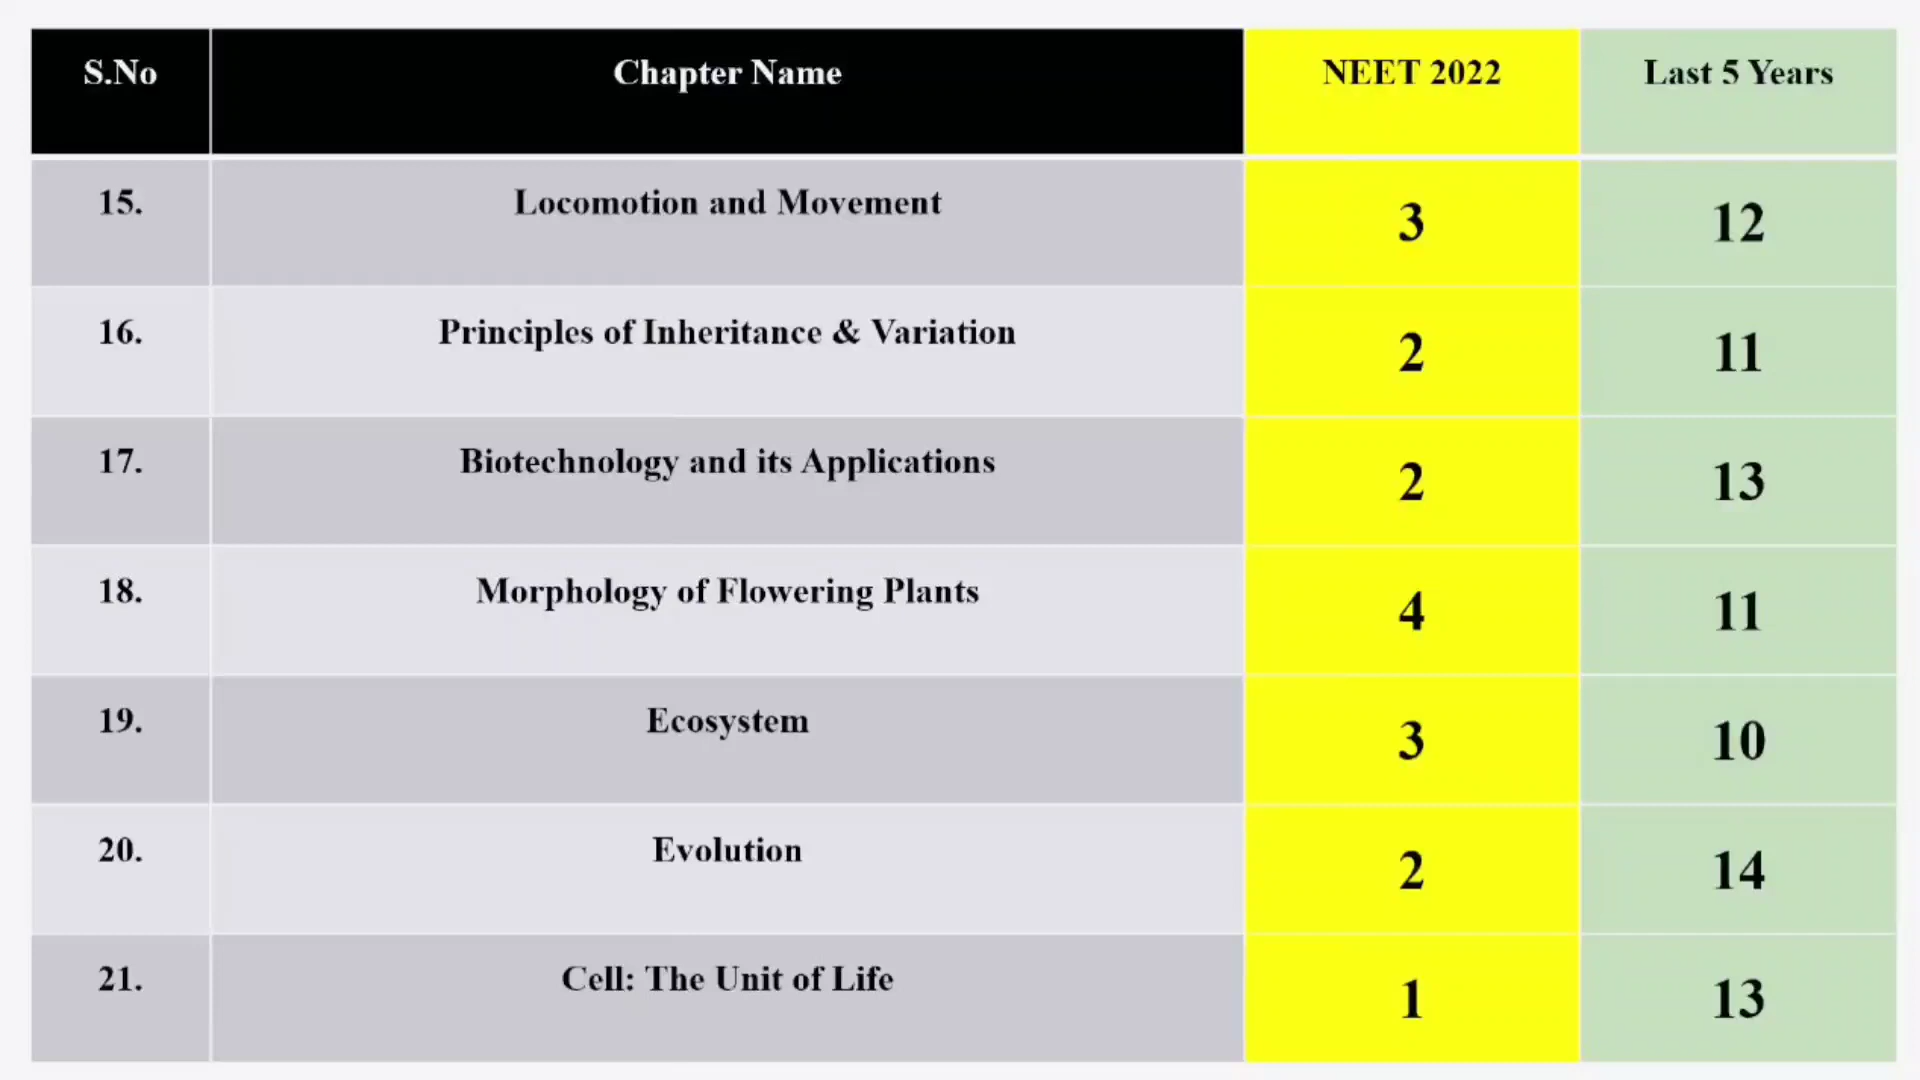 S.No Chapter Name NEET 2022 Last 5 Years
15. Locomotion and Movement 3 12
16. Principles of Inheritance & Variation 2 11
17. Biotechnology and its Applications 2 13
18. Morphology of Flowering Plants 4 11
19. Ecosystem 3 10
20. Evolution 2 14
21. Cell: The Unit of Life 1 13